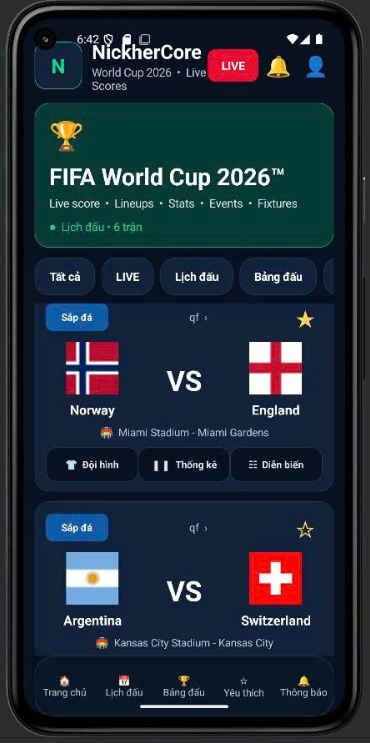 6:42
NickherCore
N
World Cup 2026 • Live
Scores
LIVE
FIFA World Cup 2026™
Live score • Lineups • Stats • Events • Fixtures
• Lịch đấu • 6 trận
Tất cả
LIVE
Lịch đấu
Bảng đấu
Sắp đá
qf ›
Norway
VS
England
Miami Stadium - Miami Gardens
Đội hình
Thống kê
Diễn biến
Sắp đá
qf ›
Argentina
VS
Switzerland
Kansas City Stadium - Kansas City
Trang chủ
Lịch đấu
Bảng đấu
Yêu thích
Thông báo